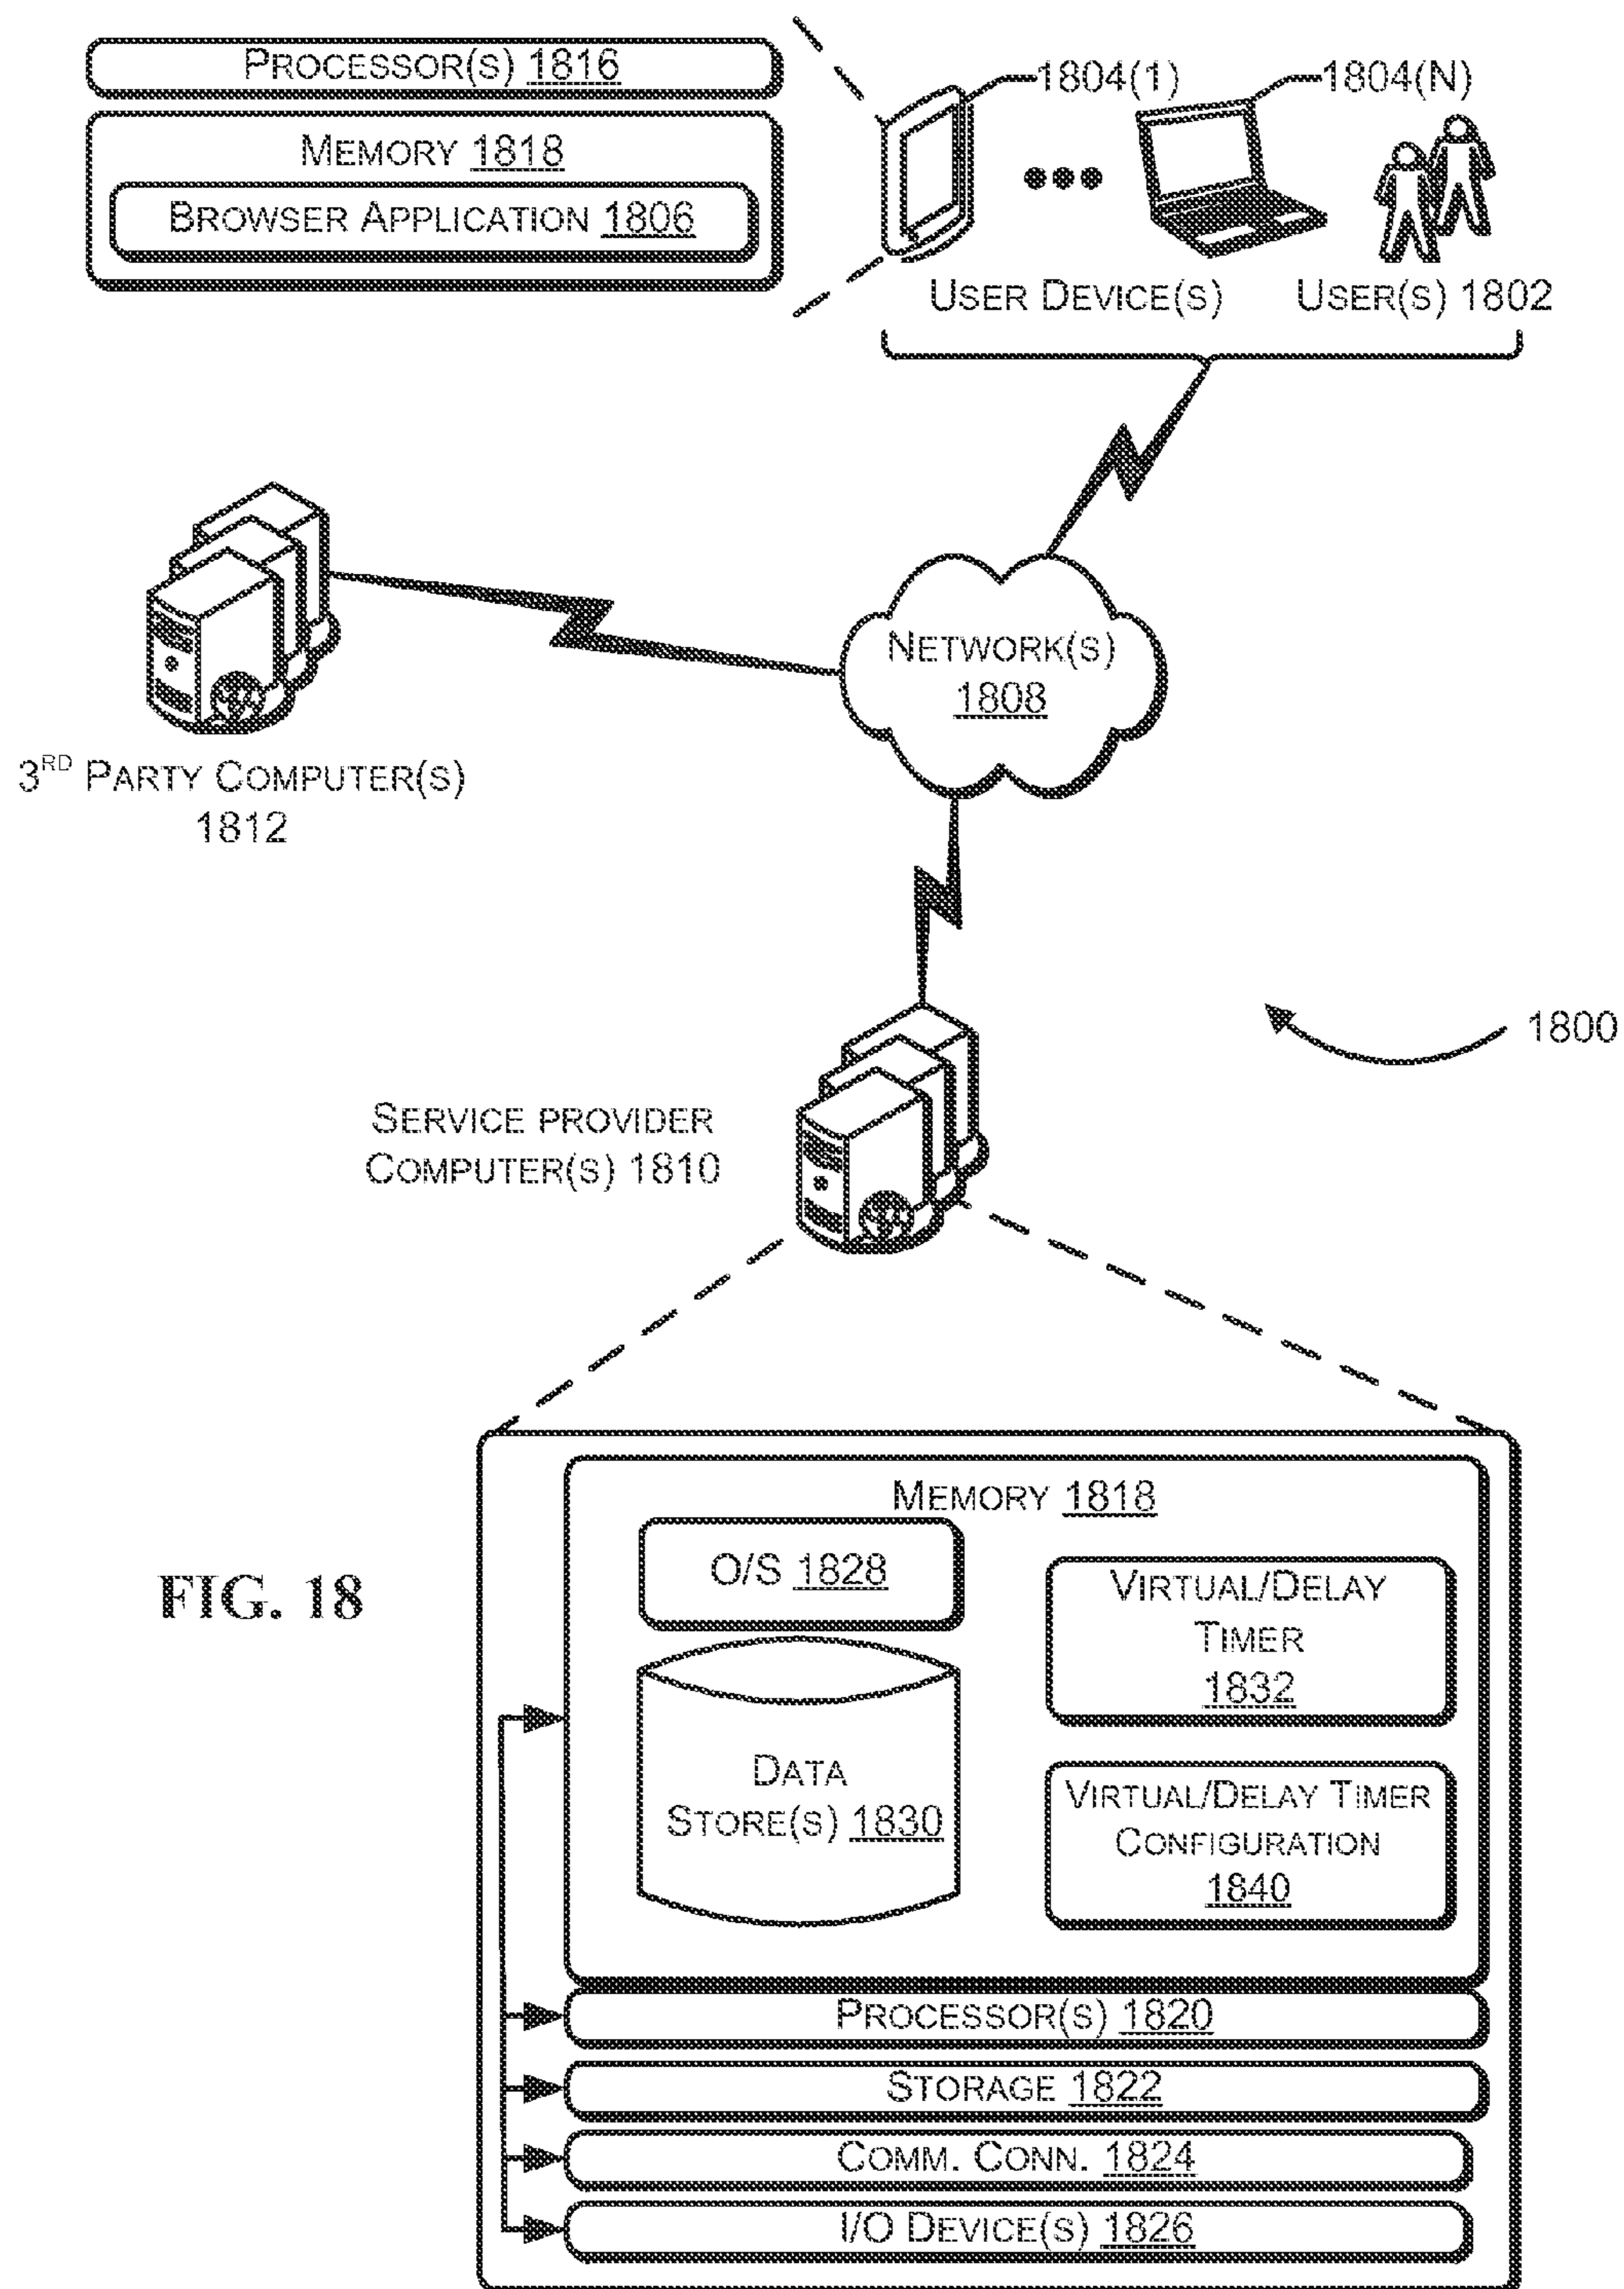 PROCESSOR(S) 1816
MEMORY 1818
BROWSER APPLICATION 1806
1804(1)
1804(N)
USER DEVICE(S)
USER(S) 1802
NETWORK(S)
1808
3RD PARTY COMPUTER(S)
1812
1800
SERVICE PROVIDER
COMPUTER(S) 1810
FIG. 18
MEMORY 1818
O/S 1828
VIRTUAL/DELAY
TIMER
1832
DATA
STORE(S) 1830
VIRTUAL/DELAY TIMER
CONFIGURATION
1840
PROCESSOR(S) 1820
STORAGE 1822
COMM. CONN. 1824
I/O DEVICE(S) 1826